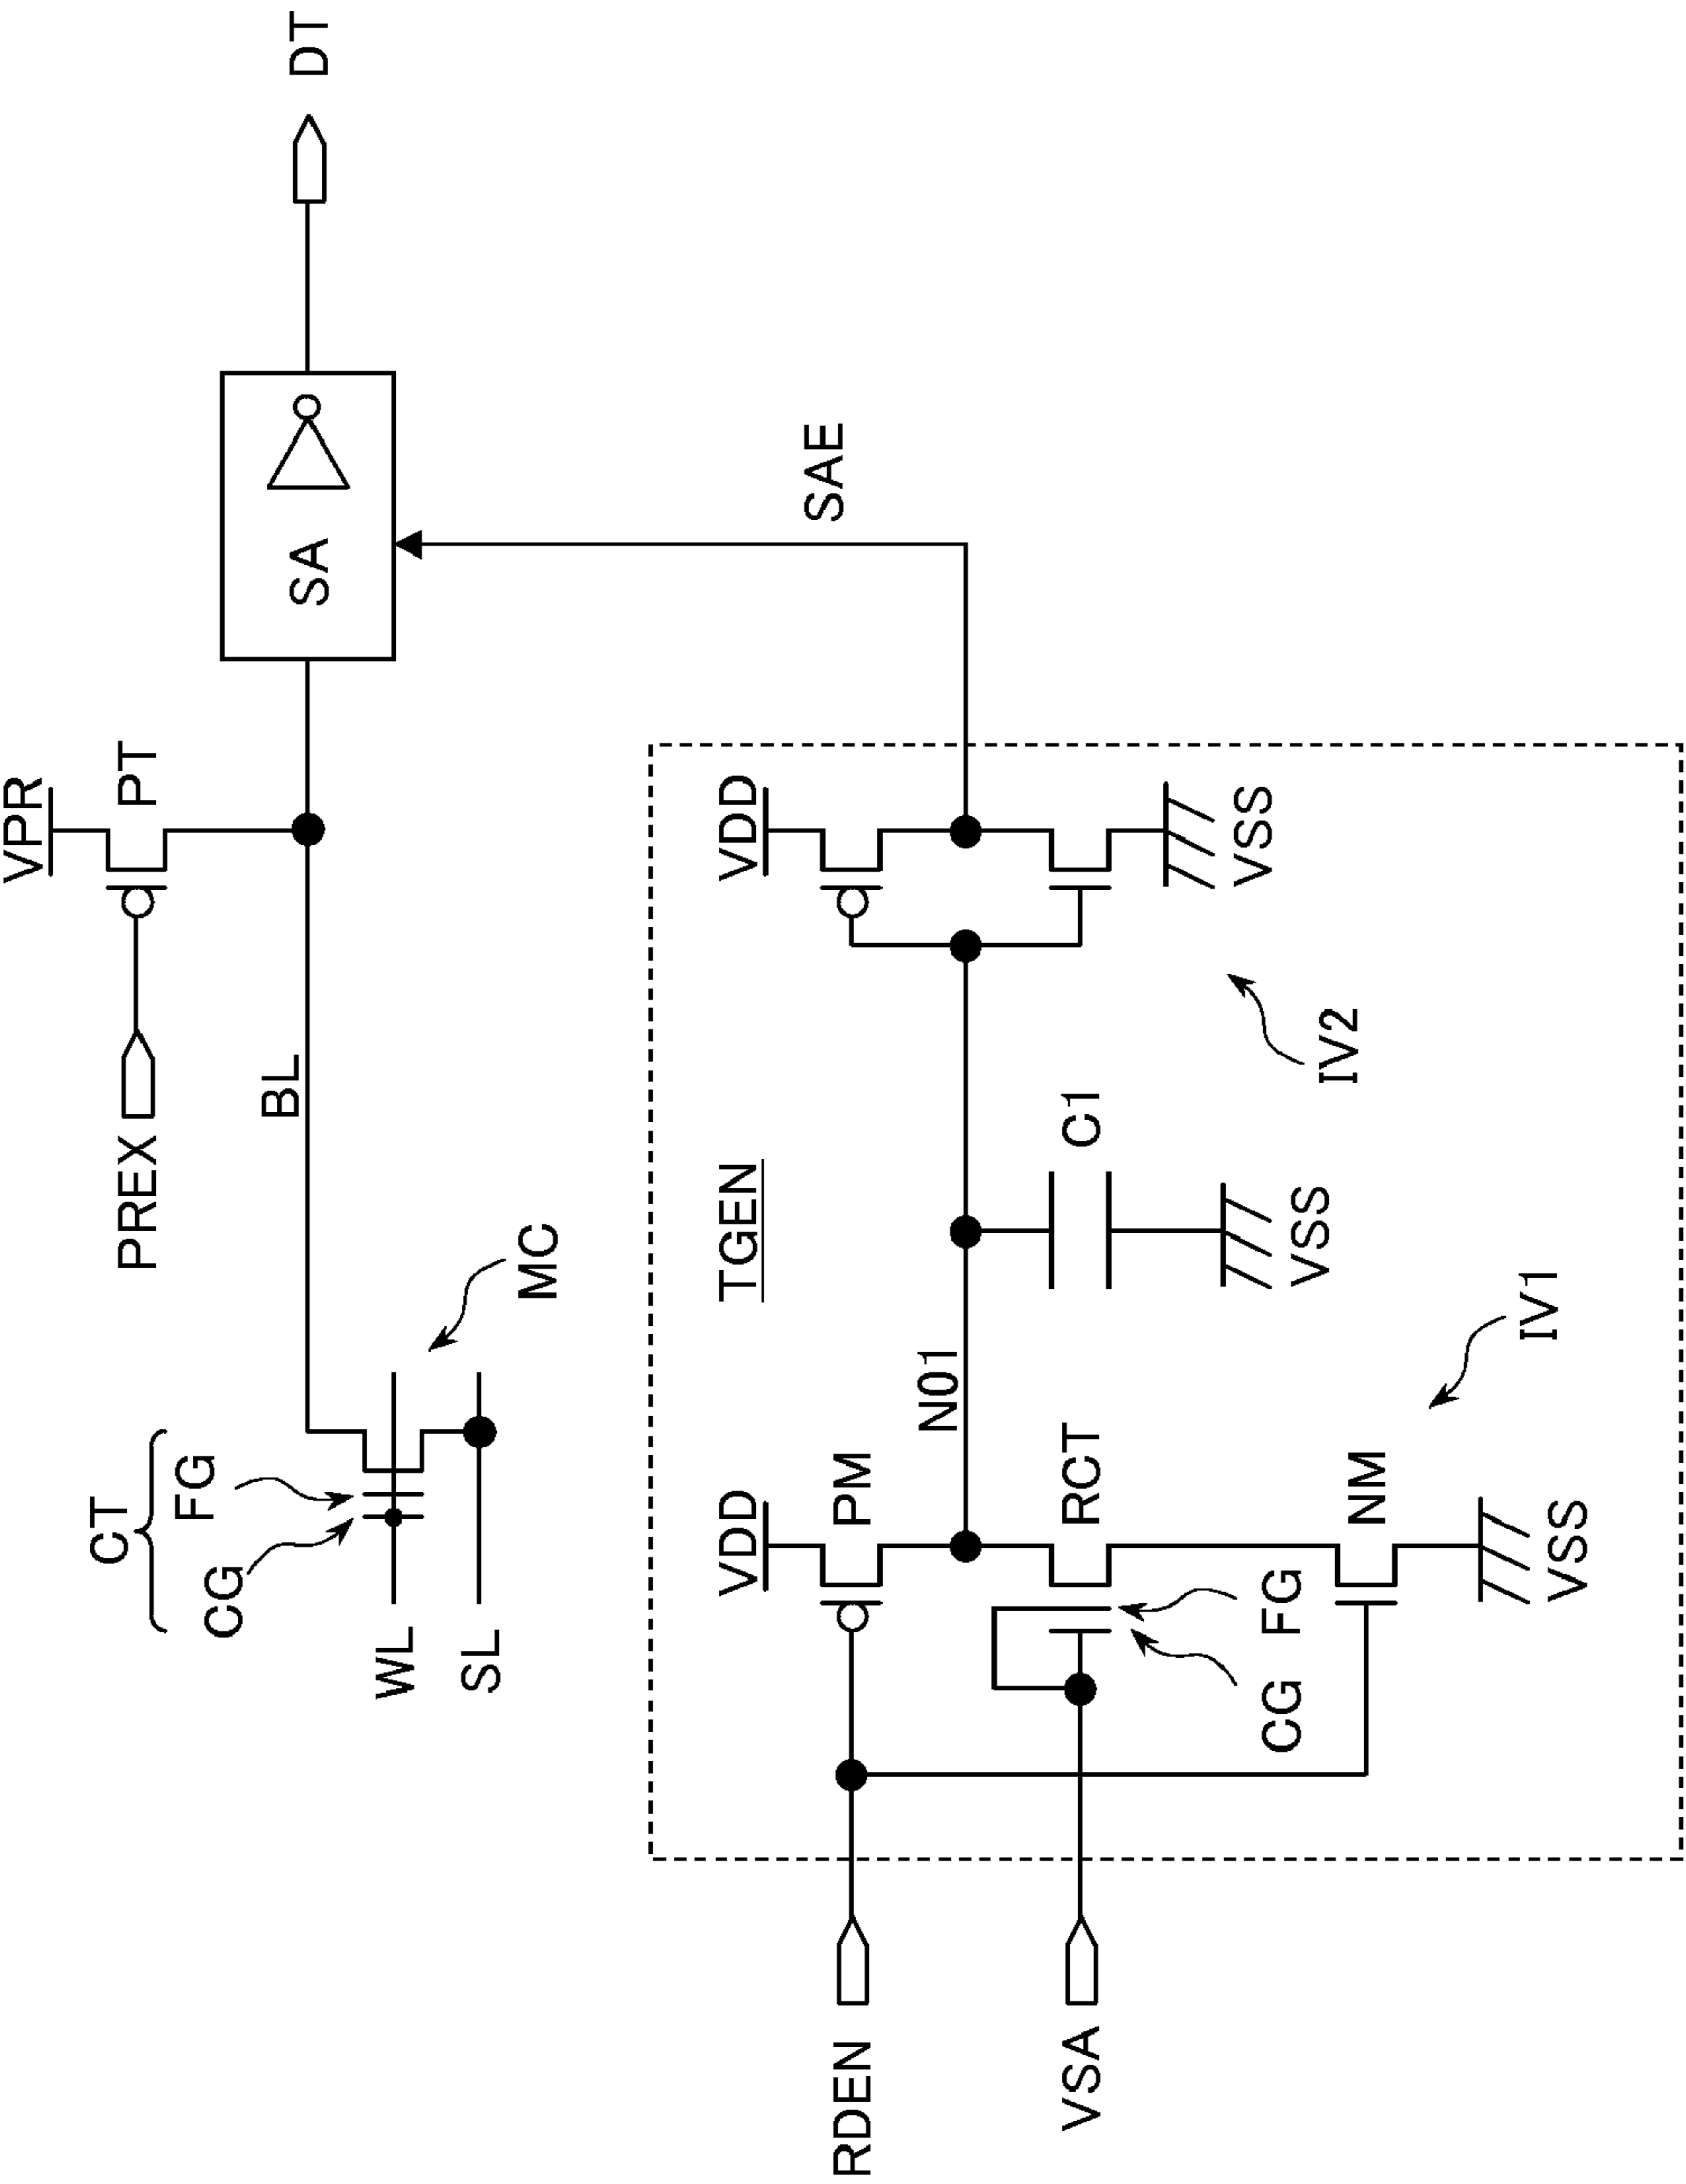 VPR
PT
PREX
DT
SA
BL
CT
FG
CG
MC
WL
SL
SAE
TGEN
VDD
PM
N01
VDD
RCT
C1
IV2
VSS
FG
CG
NM
VSS
IV1
VSS
RDEN
VSA